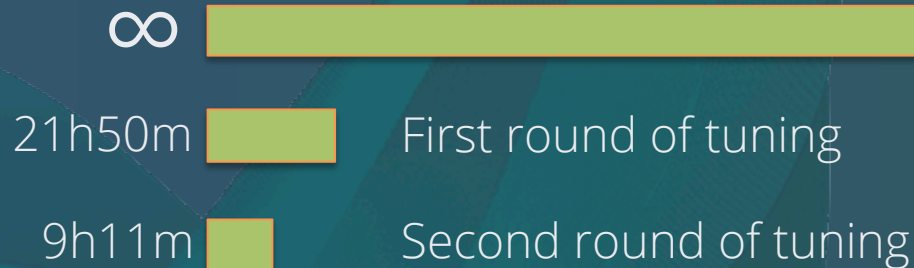 ∞
21h50m First round of tuning
9h11m Second round of tuning